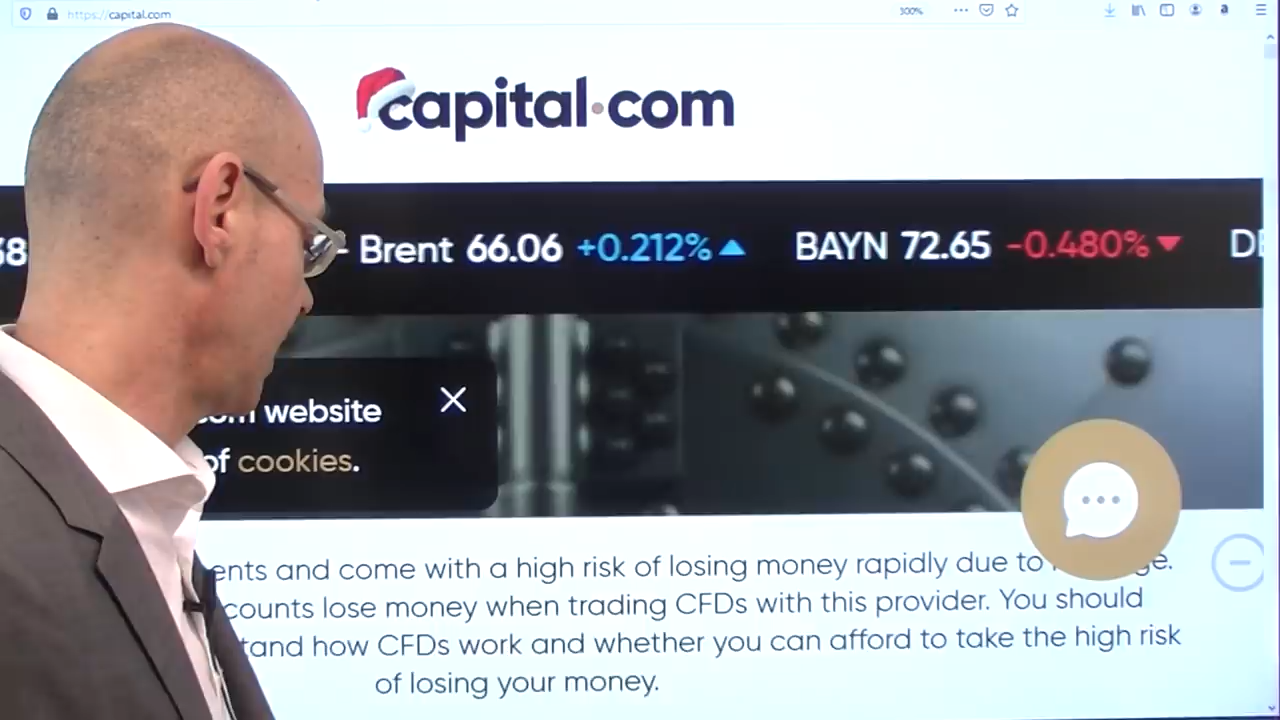 https://capital.com
300%
capital.com
38
Brent 66.06 +0.212% BAYN 72.65 -0.480%
website
of cookies.
ents and come with a high risk of losing money rapidly due to
counts lose money when trading CFDs with this provider. You should
tand how CFDs work and whether you can afford to take the high risk
of losing your money.